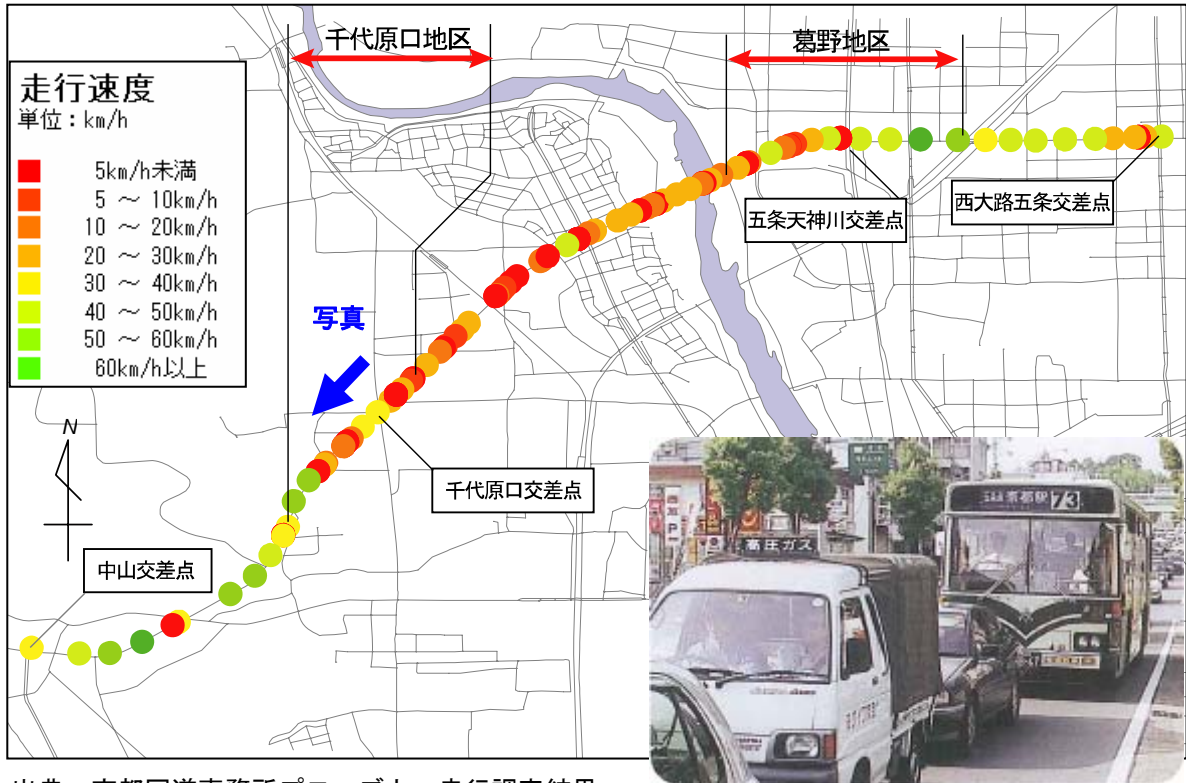 千代原口地区
葛野地区
走行速度
単位：km/h
5km/h未満
5 ～ 10km/h
10 ～ 20km/h
20 ～ 30km/h
30 ～ 40km/h
40 ～ 50km/h
50 ～ 60km/h
60km/h以上
西大路五条交差点
五条天神川交差点
写真
N
千代原口交差点
中山交差点
73
高圧ガス